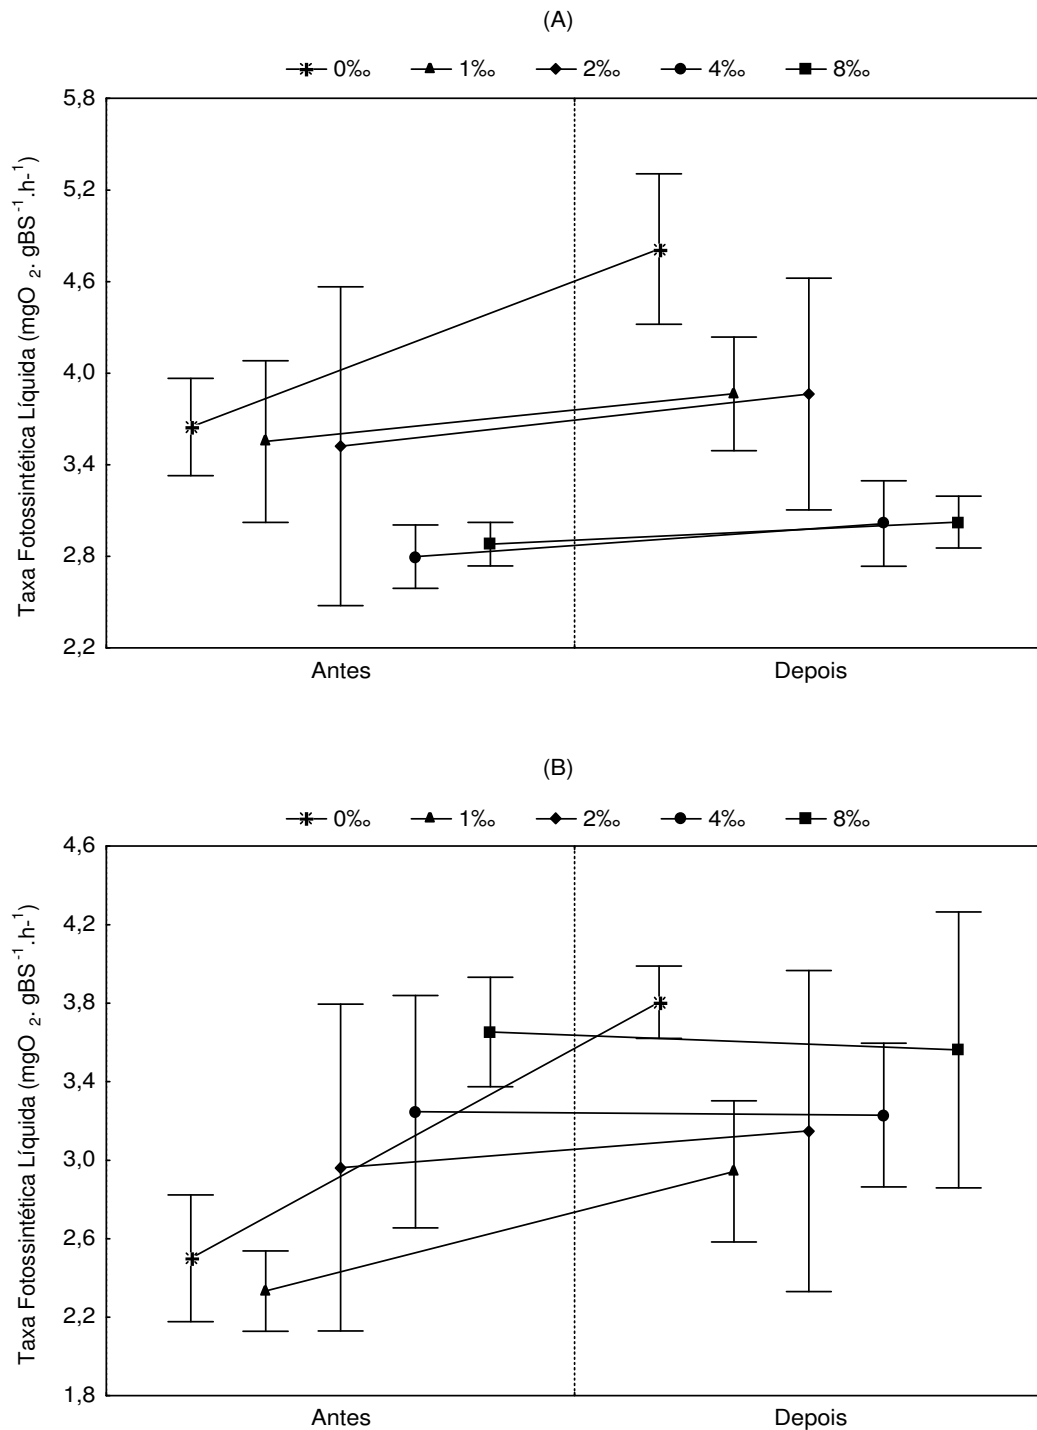 (A)
0‰ 1‰ 2‰ 4‰ 8‰
Taxa Fotossintética Líquida (mgO 2. gBS-1.h-1)
5,8
5,2
4,6
4,0
3,4
2,8
2,2
Antes Depois
(B)
0‰ 1‰ 2‰ 4‰ 8‰
Taxa Fotossintética Líquida (mgO 2. gBS-1.h-1)
4,6
4,2
3,8
3,4
3,0
2,6
2,2
1,8
Antes Depois